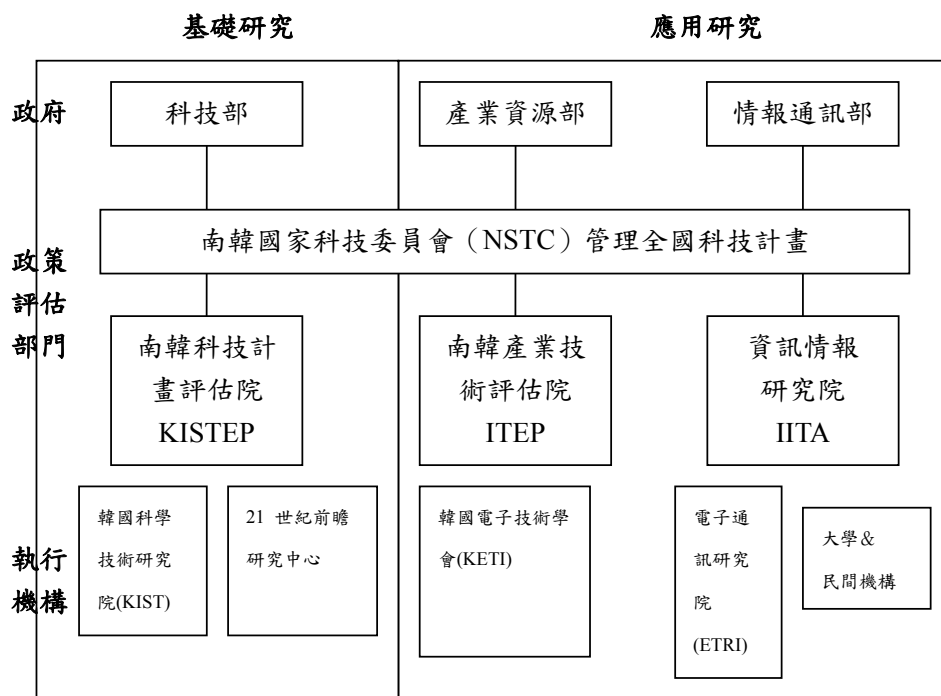 基礎研究
應用研究
政府
科技部
產業資源部
情報通訊部
南韓國家科技委員會（NSTC）管理全國科技計畫
政策
評估
部門
南韓科技計
畫評估院
KISTEP
南韓產業技
術評估院
ITEP
資訊情報
研究院
IITA
執行
機構
韓國科學
技術研究
院(KIST)
21 世紀前瞻
研究中心
韓國電子技術學
會(KETI)
電子通
訊研究
院
(ETRI)
大學＆
民間機構